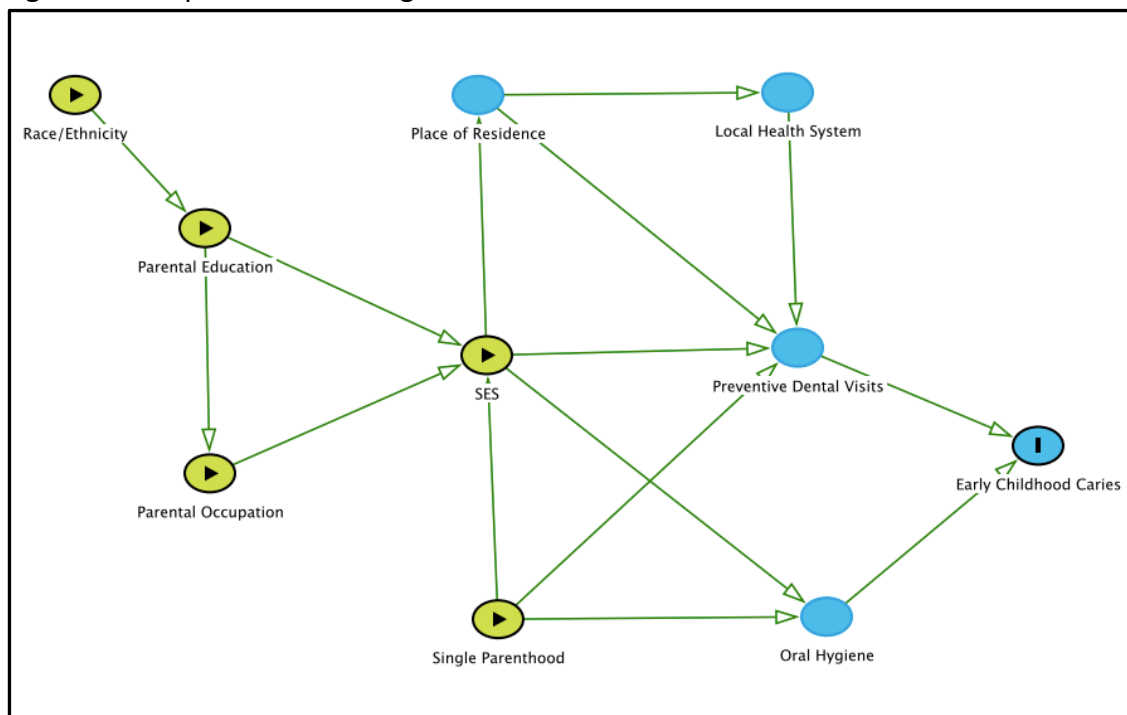 Race/Ethnicity
Place of Residence
Local Health System
Parental Education
SES
Preventive Dental Visits
Early Childhood Caries
Parental Occupation
Single Parenthood
Oral Hygiene